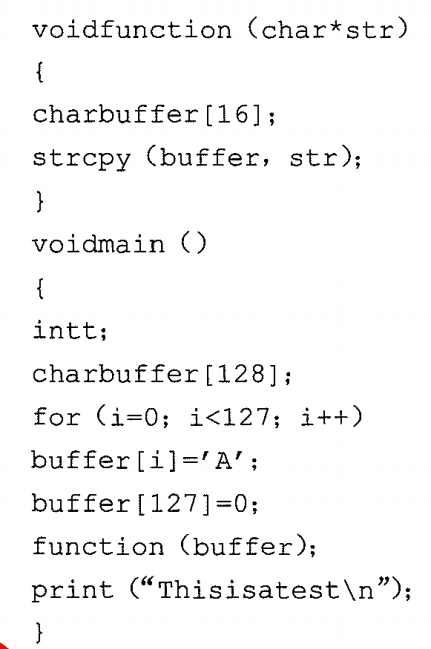 voidfunction (char*str)
{
charbuffer[16];
strcpy (buffer, str);
}
voidmain ()
{
intt;
charbuffer[128];
for (i=0; i<127; i++)
buffer[i]='A';
buffer[127]=0;
function (buffer);
print (“Thisisatest\n”);
}